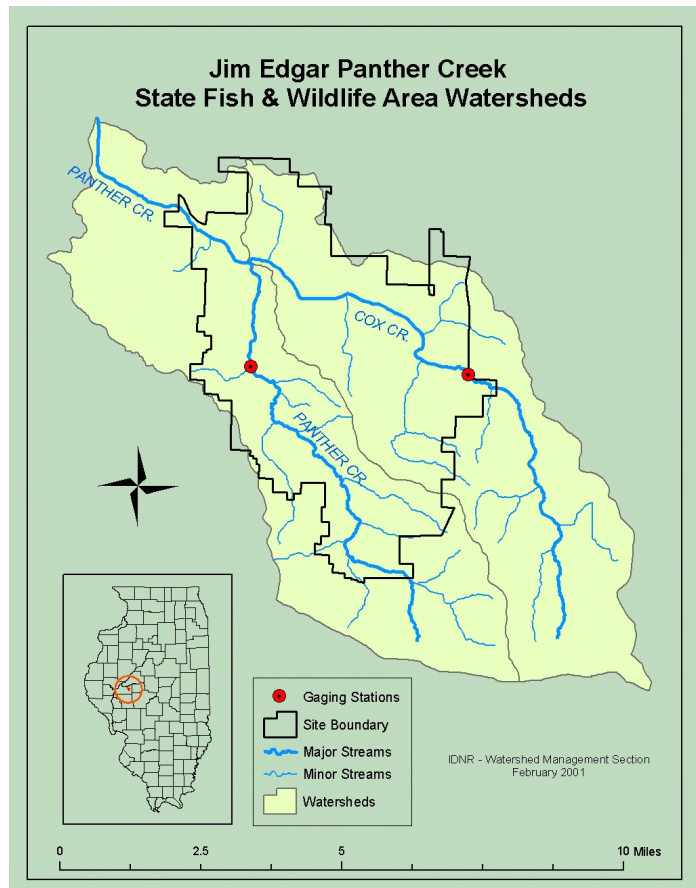 Jim Edgar Panther Creek
State Fish & Wildlife Area Watersheds
PANTHER CR.
COX CR.
PANTHER CR.
Gaging Stations
Site Boundary
Major Streams
Minor Streams
Watersheds
IDNR - Watershed Management Section
February 2001
0 2.5 5 10 Miles